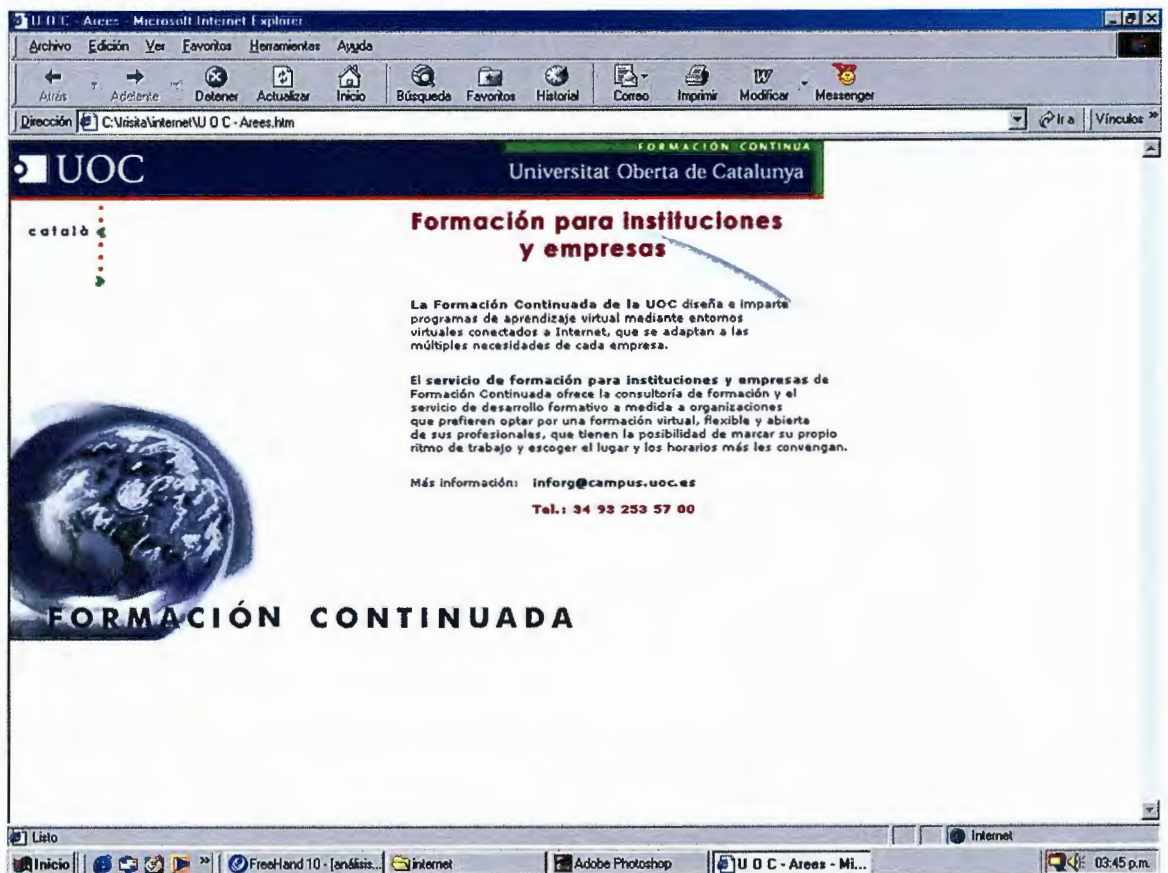 U O C - Arees - Microsoft Internet Explorer
Archivo Edición Ver Favoritos Herramientas Ayuda
Atrás Adelante Detener Actualizar Inicio Búsqueda Favoritos Historial Correo Imprimir Modificar Messenger
Dirección C:\Irisita\internet\U O C - Arees.htm Ir a Vínculos »
FORMACIÓN CONTINUA
UOC Universitat Oberta de Catalunya
català
Formación para instituciones
y empresas
La Formación Continuada de la UOC diseña e imparte
programas de aprendizaje virtual mediante entornos
virtuales conectados a Internet, que se adaptan a las
múltiples necesidades de cada empresa.
El servicio de formación para instituciones y empresas de
Formación Continuada ofrece la consultoría de formación y el
servicio de desarrollo formativo a medida a organizaciones
que prefieren optar por una formación virtual, flexible y abierta
de sus profesionales, que tienen la posibilidad de marcar su propio
ritmo de trabajo y escoger el lugar y los horarios más les convengan.
Más información: inforg@campus.uoc.es
Tel.: 34 93 253 57 00
FORMACIÓN CONTINUADA
Listo Internet
Inicio » FreeHand 10 - [análisis... internet Adobe Photoshop U O C - Arees - Mi... 03:45 p.m.